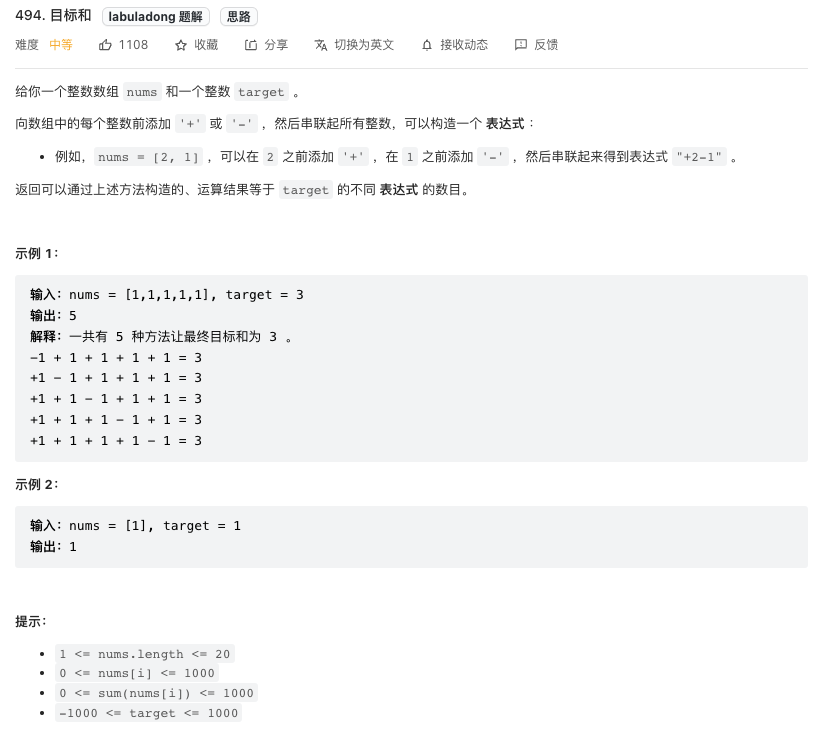 494. 目标和 labuladong 题解 思路
难度 中等 1108 收藏 分享 切换为英文 接收动态 反馈
给你一个整数数组 nums 和一个整数 target 。
向数组中的每个整数前添加 '+' 或 '-' ，然后串联起所有整数，可以构造一个 表达式 ：
• 例如，nums = [2, 1] ，可以在 2 之前添加 '+' ，在 1 之前添加 '-' ，然后串联起来得到表达式 "+2-1" 。
返回可以通过上述方法构造的、运算结果等于 target 的不同 表达式 的数目。
示例 1：
输入：nums = [1,1,1,1,1], target = 3
输出：5
解释：一共有 5 种方法让最终目标和为 3 。
-1 + 1 + 1 + 1 + 1 = 3
+1 - 1 + 1 + 1 + 1 = 3
+1 + 1 - 1 + 1 + 1 = 3
+1 + 1 + 1 - 1 + 1 = 3
+1 + 1 + 1 + 1 - 1 = 3
示例 2：
输入：nums = [1], target = 1
输出：1
提示：
• 1 <= nums.length <= 20
• 0 <= nums[i] <= 1000
• 0 <= sum(nums[i]) <= 1000
• -1000 <= target <= 1000